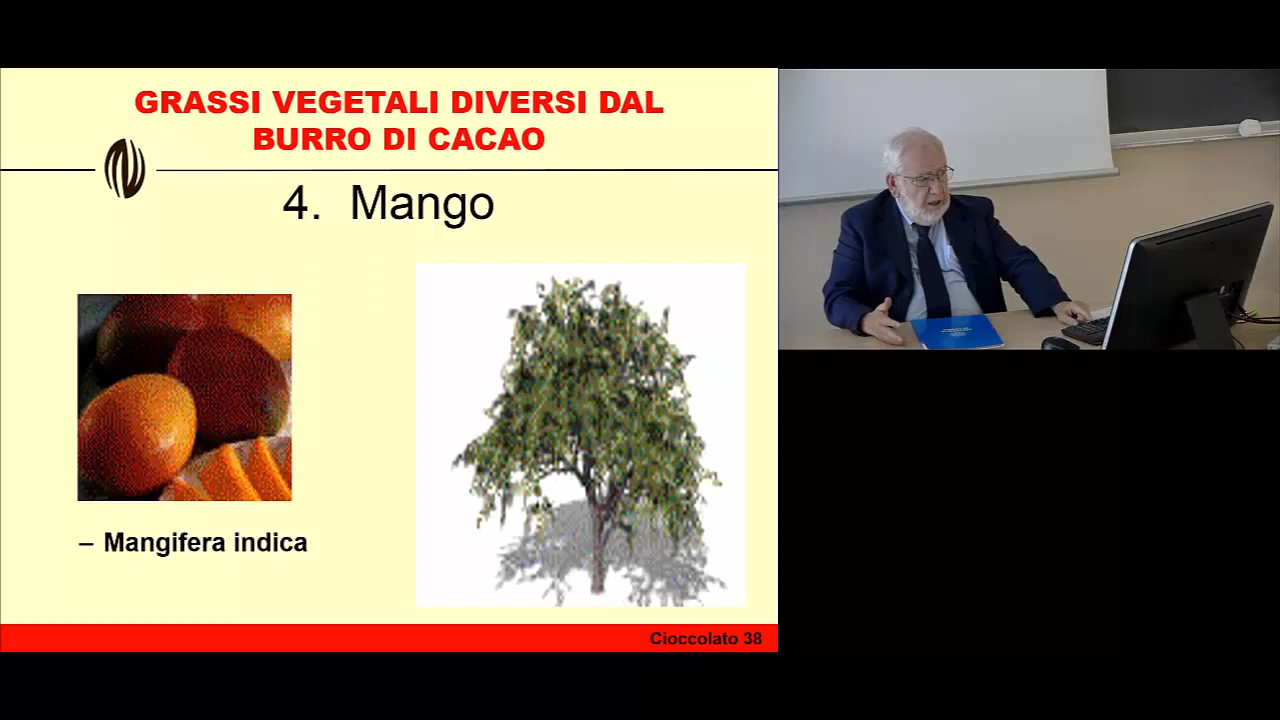 GRASSI VEGETALI DIVERSI DAL
BURRO DI CACAO
4. Mango
– Mangifera indica
Cioccolato 38